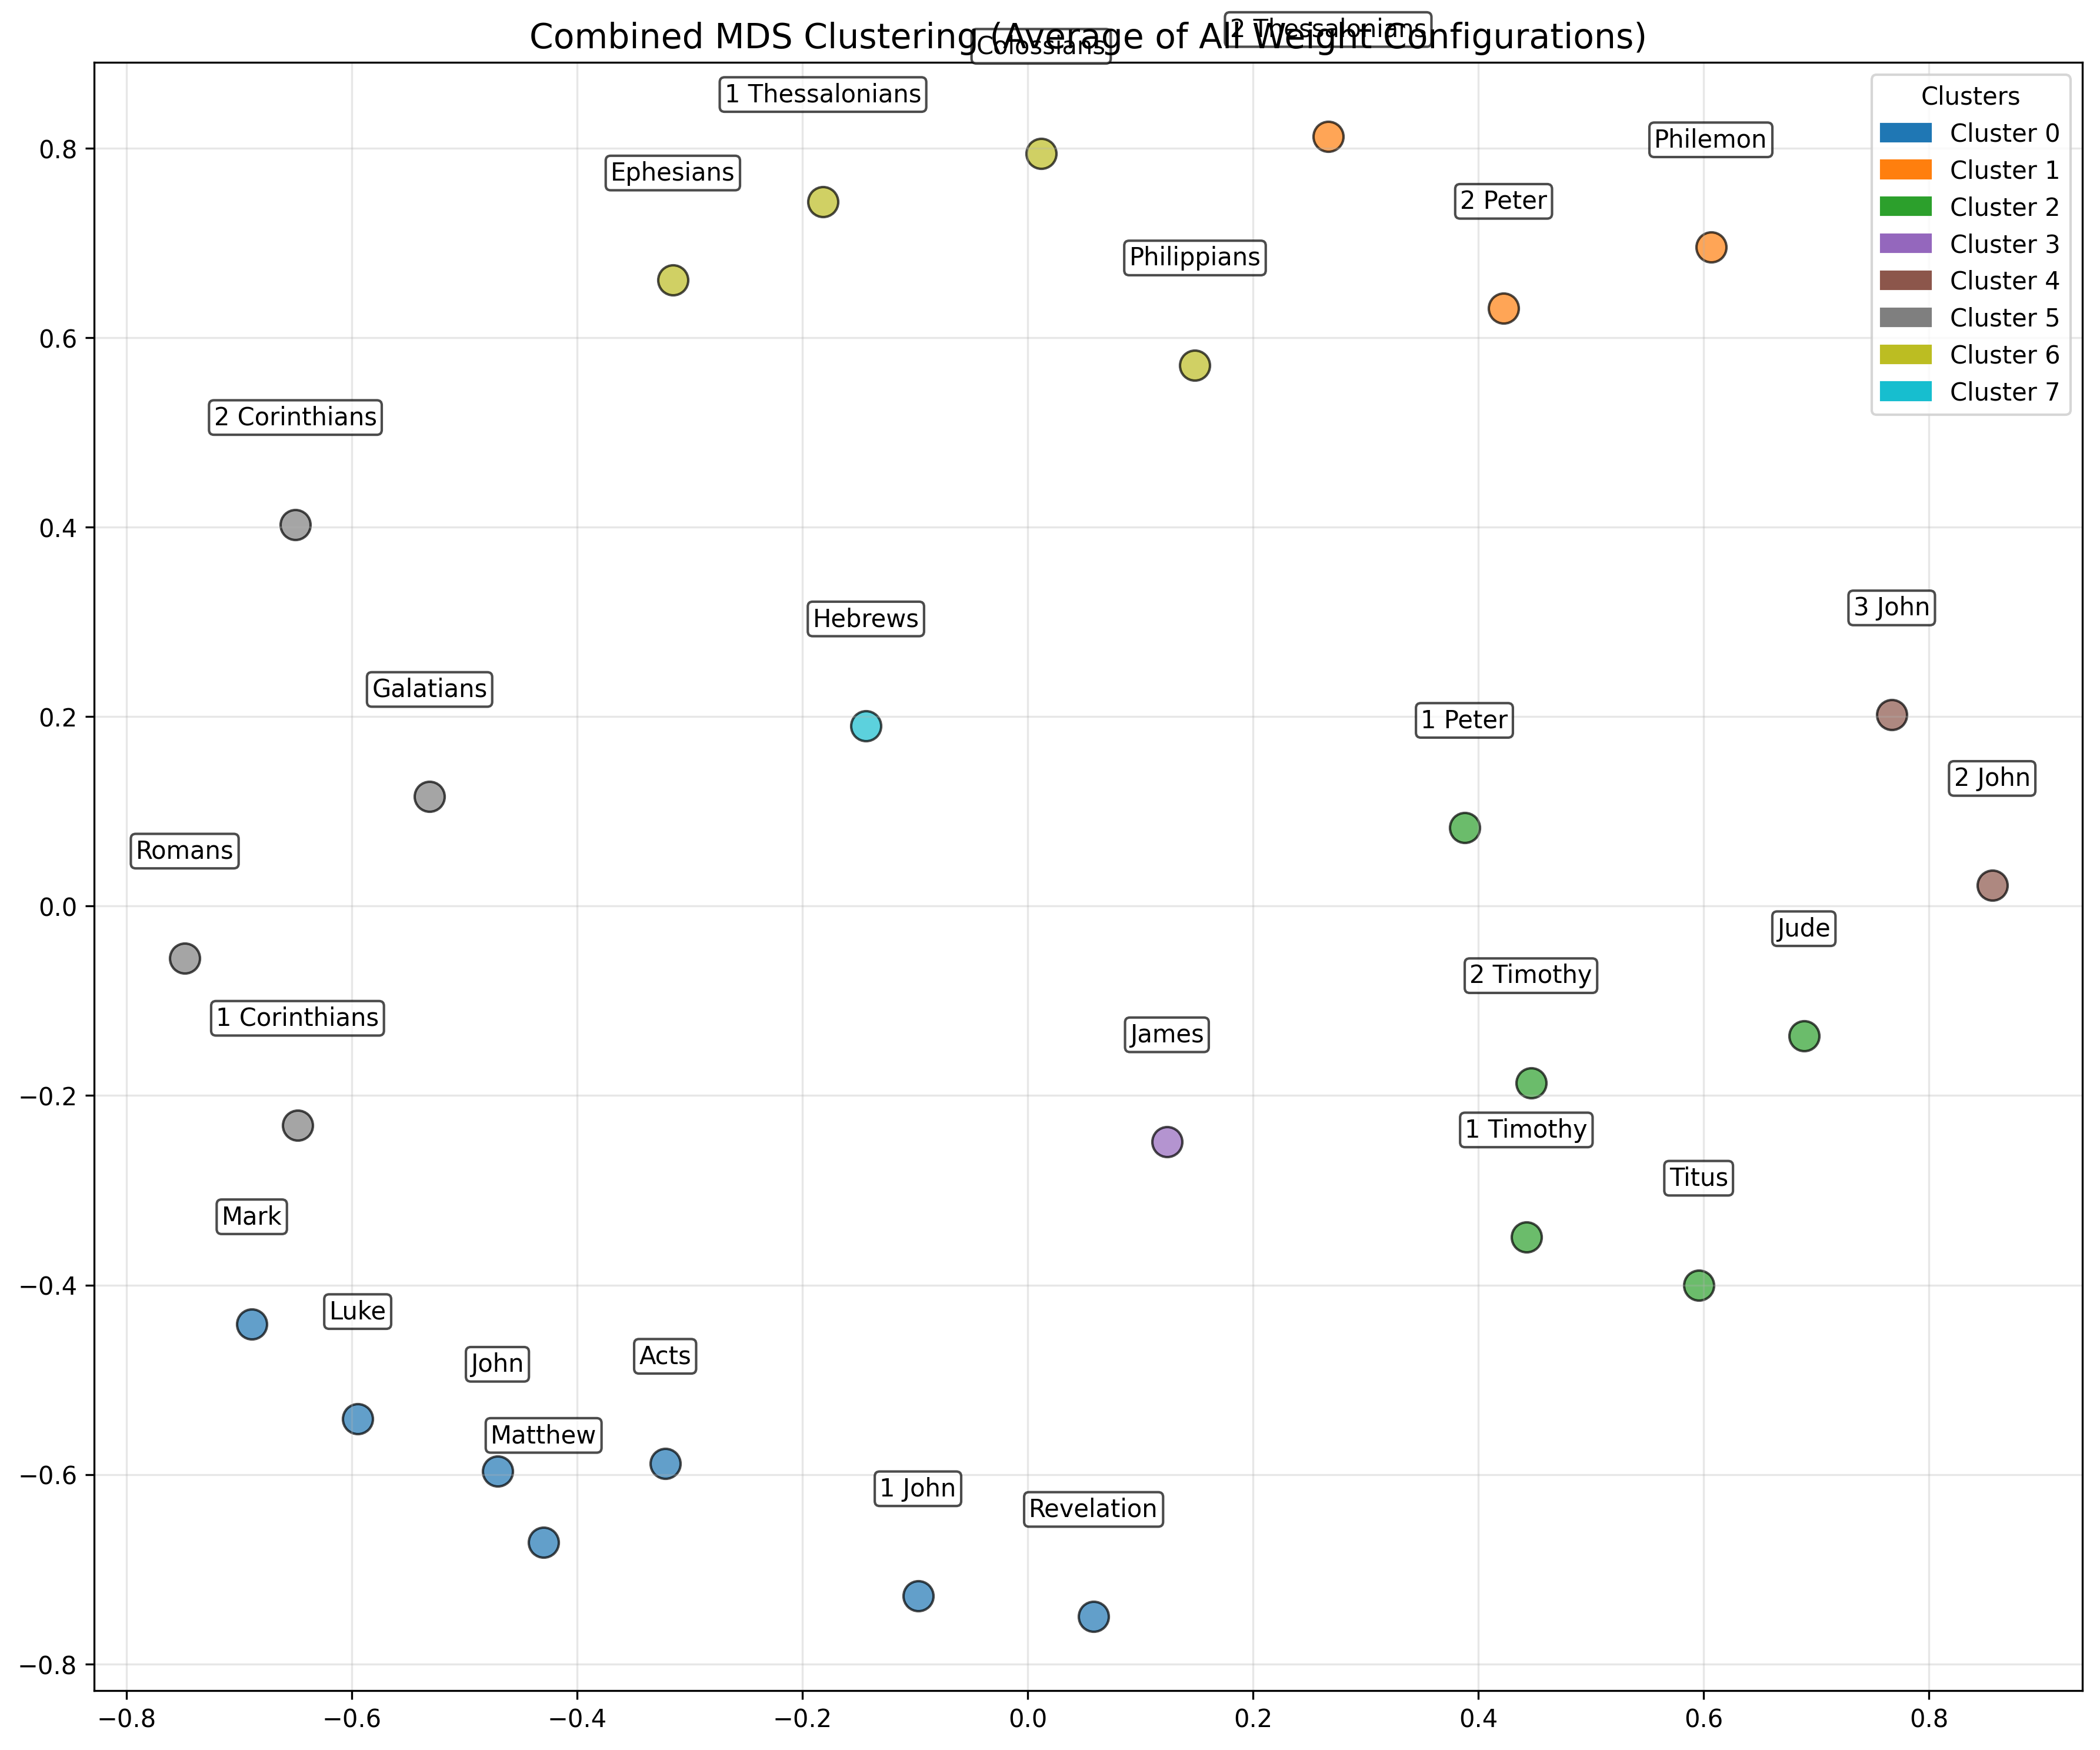 Combined MDS Clustering (Average of All Weight Configurations)
2 Thessalonians
Colossians
1 Thessalonians
Clusters
Cluster 0
Cluster 1
Cluster 2
Cluster 3
Cluster 4
Cluster 5
Cluster 6
Cluster 7
Philemon
Ephesians
2 Peter
Philippians
2 Corinthians
3 John
Hebrews
Galatians
1 Peter
2 John
Romans
Jude
2 Timothy
1 Corinthians
James
1 Timothy
Titus
Mark
Luke
John
Acts
Matthew
1 John
Revelation
0.8
0.6
0.4
0.2
0.0
−0.2
−0.4
−0.6
−0.8
−0.8
−0.6
−0.4
−0.2
0.0
0.2
0.4
0.6
0.8